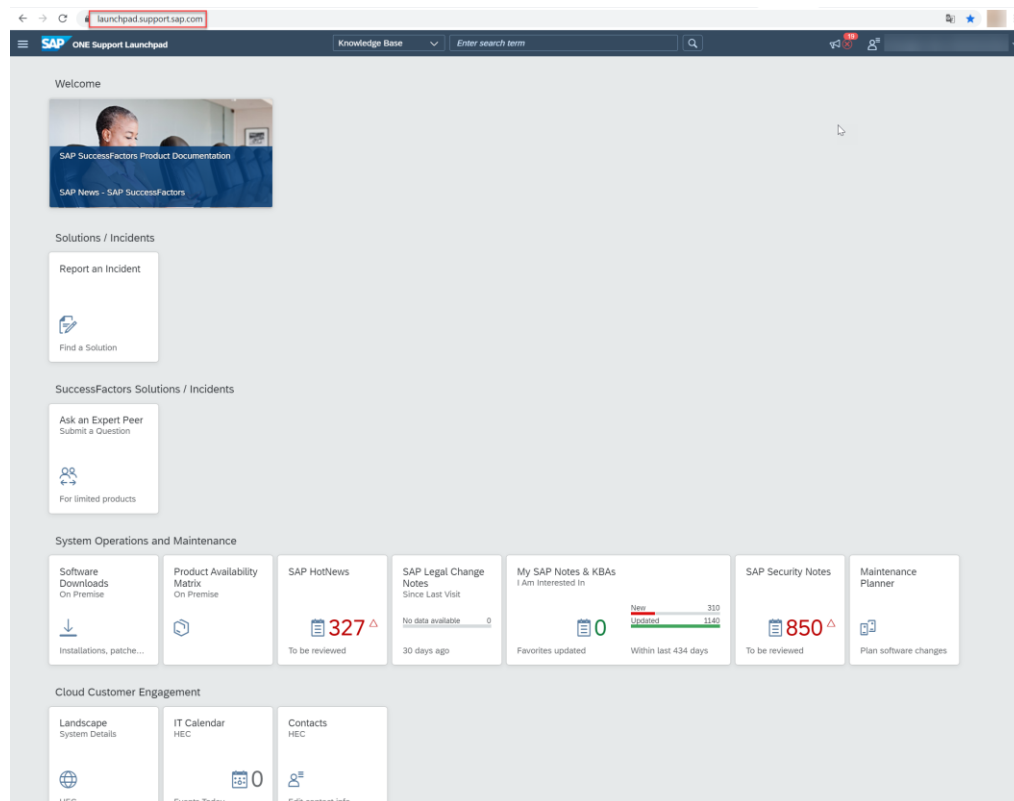 launchpad.support.sap.com
SAP ONE Support Launchpad
Knowledge Base
Enter search term
19
Welcome
SAP SuccessFactors Product Documentation
SAP News - SAP SuccessFactors
Solutions / Incidents
Report an Incident
Find a Solution
SuccessFactors Solutions / Incidents
Ask an Expert Peer
Submit a Question
For limited products
System Operations and Maintenance
Software
Downloads
On Premise
Installations, patche...
Product Availability
Matrix
On Premise
SAP HotNews
327
To be reviewed
SAP Legal Change
Notes
Since Last Visit
No data available 0
30 days ago
My SAP Notes & KBAs
I Am Interested In
0
New 310
Updated 1140
Favorites updated
Within last 434 days
SAP Security Notes
850
To be reviewed
Maintenance
Planner
Plan software changes
Cloud Customer Engagement
Landscape
System Details
HEC
IT Calendar
HEC
0
Events Today
Contacts
HEC
Edit contact info